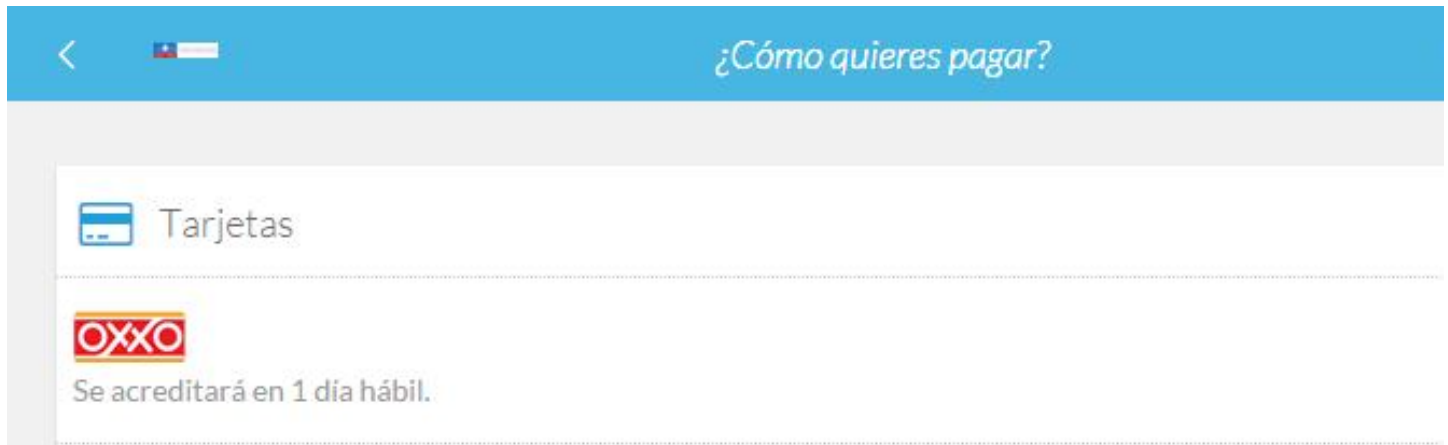 ¿Cómo quieres pagar?
Tarjetas
OXXO
Se acreditará en 1 día hábil.